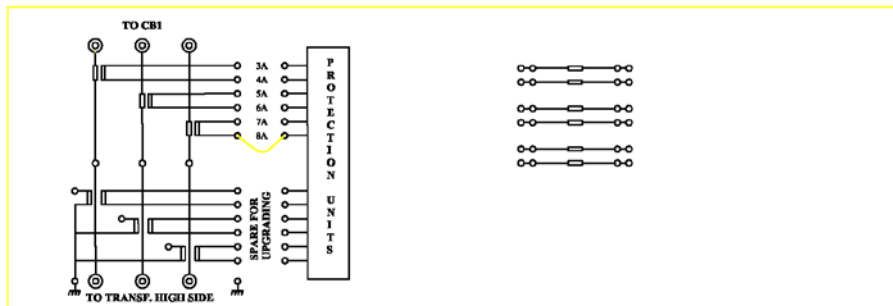 TO CB1
3A
4A
5A
6A
7A
8A
PROTECTION UNITS
SPARE FOR
UPGRADING
TO TRANSF. HIGH SIDE